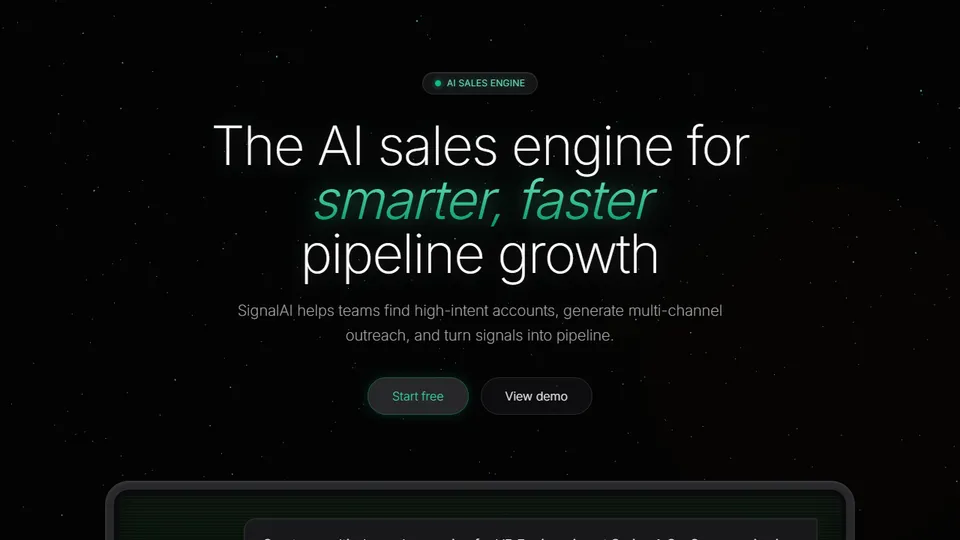 AI SALES ENGINE
The AI sales engine for
smarter, faster
pipeline growth
SignalAI helps teams find high-intent accounts, generate multi-channel
outreach, and turn signals into pipeline.
Start free
View demo